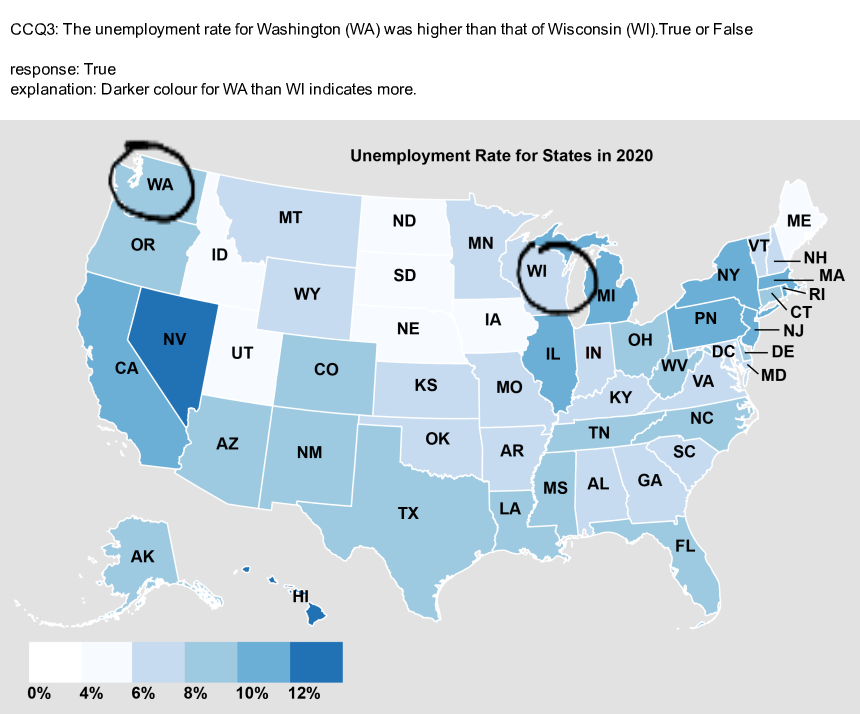 CCQ3: The unemployment rate for Washington (WA) was higher than that of Wisconsin (WI).True or False
response: True
explanation: Darker colour for WA than WI indicates more.
Unemployment Rate for States in 2020
WA
MT
ND
MN
ME
VT
NH
OR
ID
SD
WI
MI
NY
MA
RI
WY
NE
IA
PN
CT
NJ
NV
UT
CO
IL
IN
OH
DC
DE
CA
KS
MO
WV
VA
MD
KY
AZ
NM
OK
AR
TN
NC
SC
TX
LA
MS
AL
GA
FL
AK
HI
0% 4% 6% 8% 10% 12%